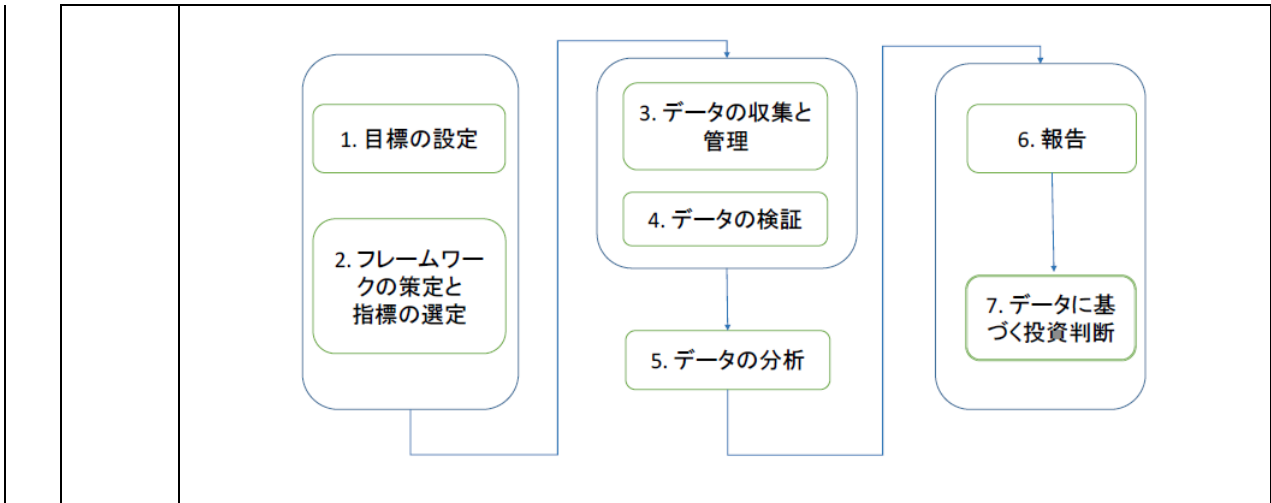 1. 目標の設定
2. フレームワー
クの策定と
指標の選定
3. データの収集と
管理
4. データの検証
5. データの分析
6. 報告
7. データに基
づく投資判断